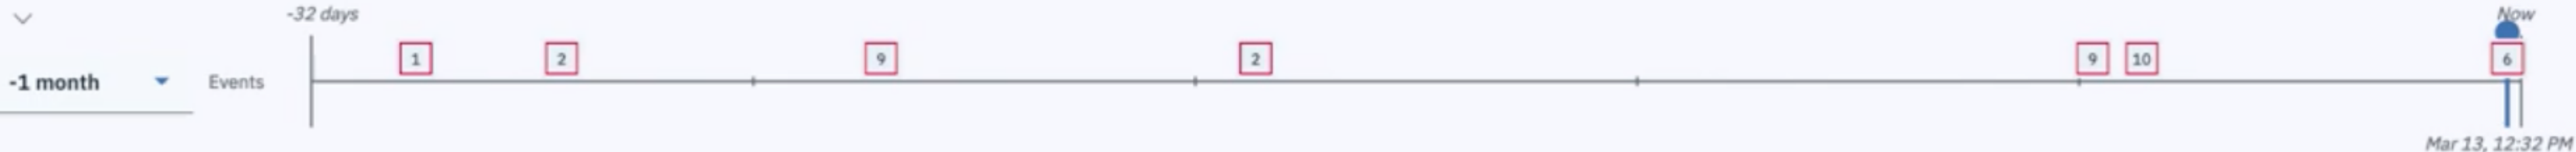 -32 days
Now
1 2 9 2 9 10 6
-1 month
Events
Mar 13, 12:32 PM